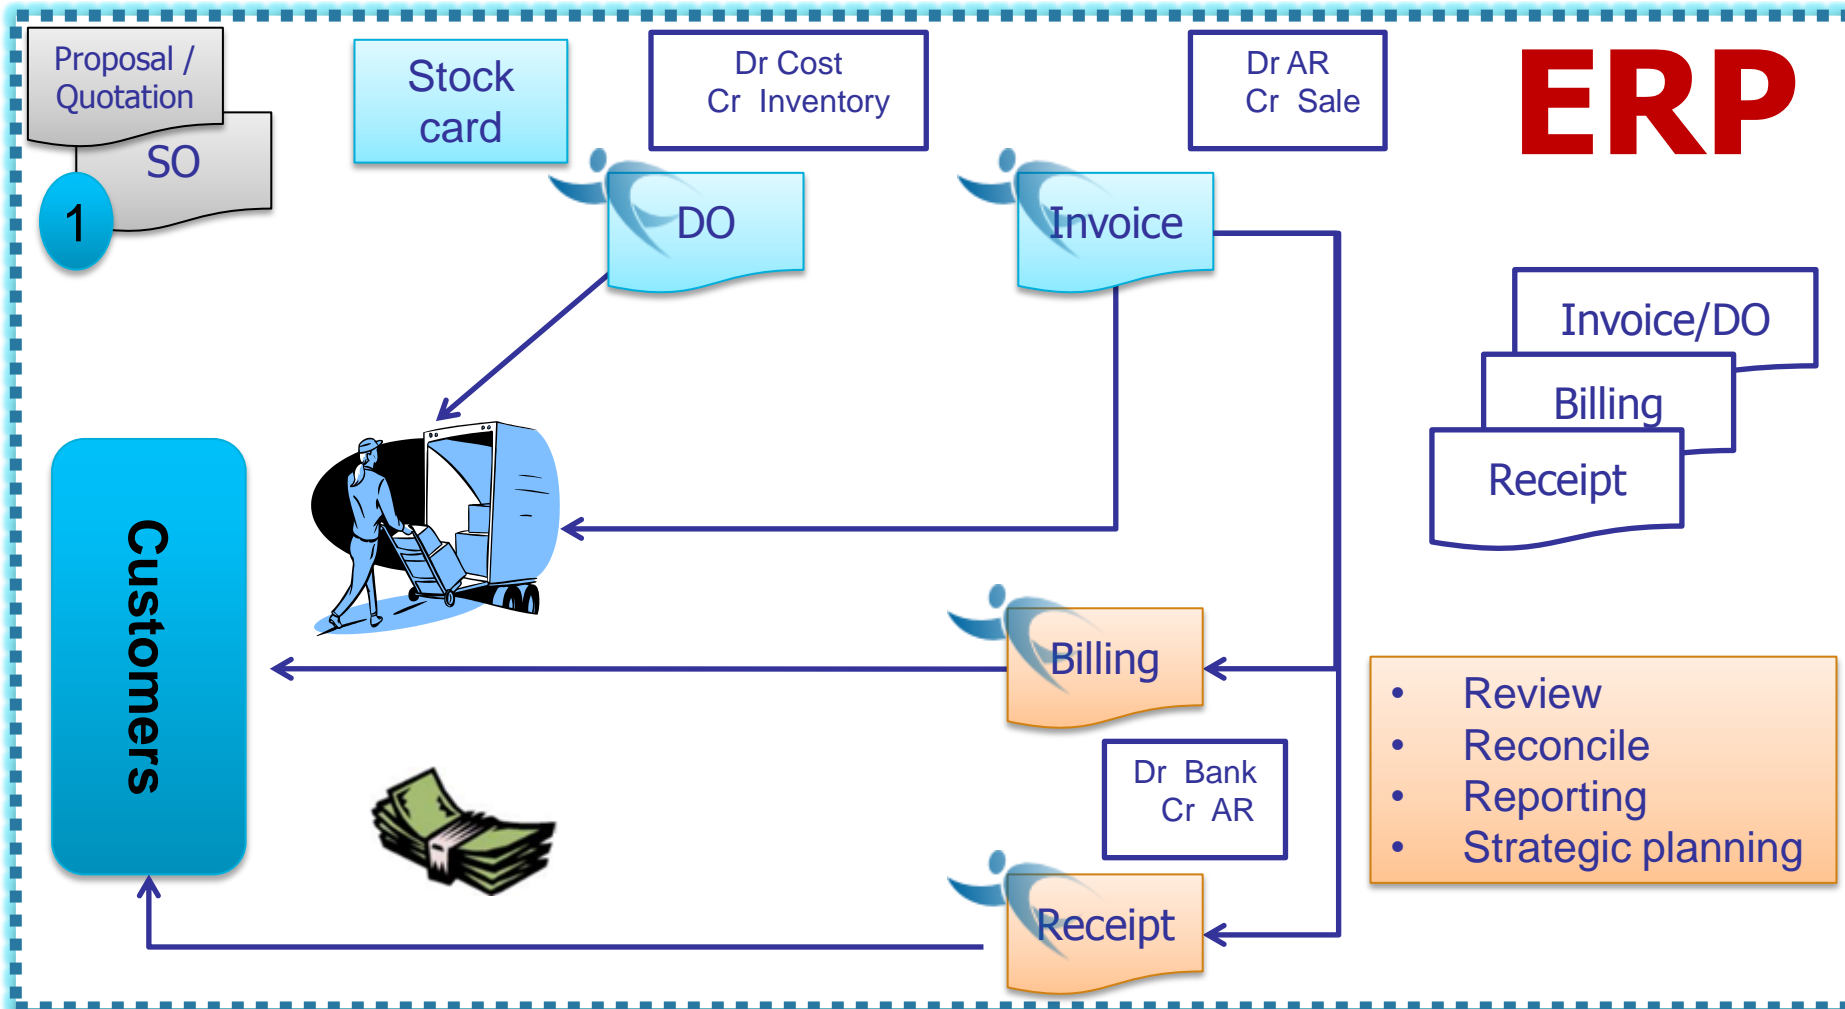 Proposal /
Quotation
SO
1
Stock
card
Dr Cost
Cr Inventory
Dr AR
Cr Sale
ERP
DO
Invoice
Invoice/DO
Billing
Receipt
Customers
Billing
Dr Bank
Cr AR
Receipt
• Review
• Reconcile
• Reporting
• Strategic planning